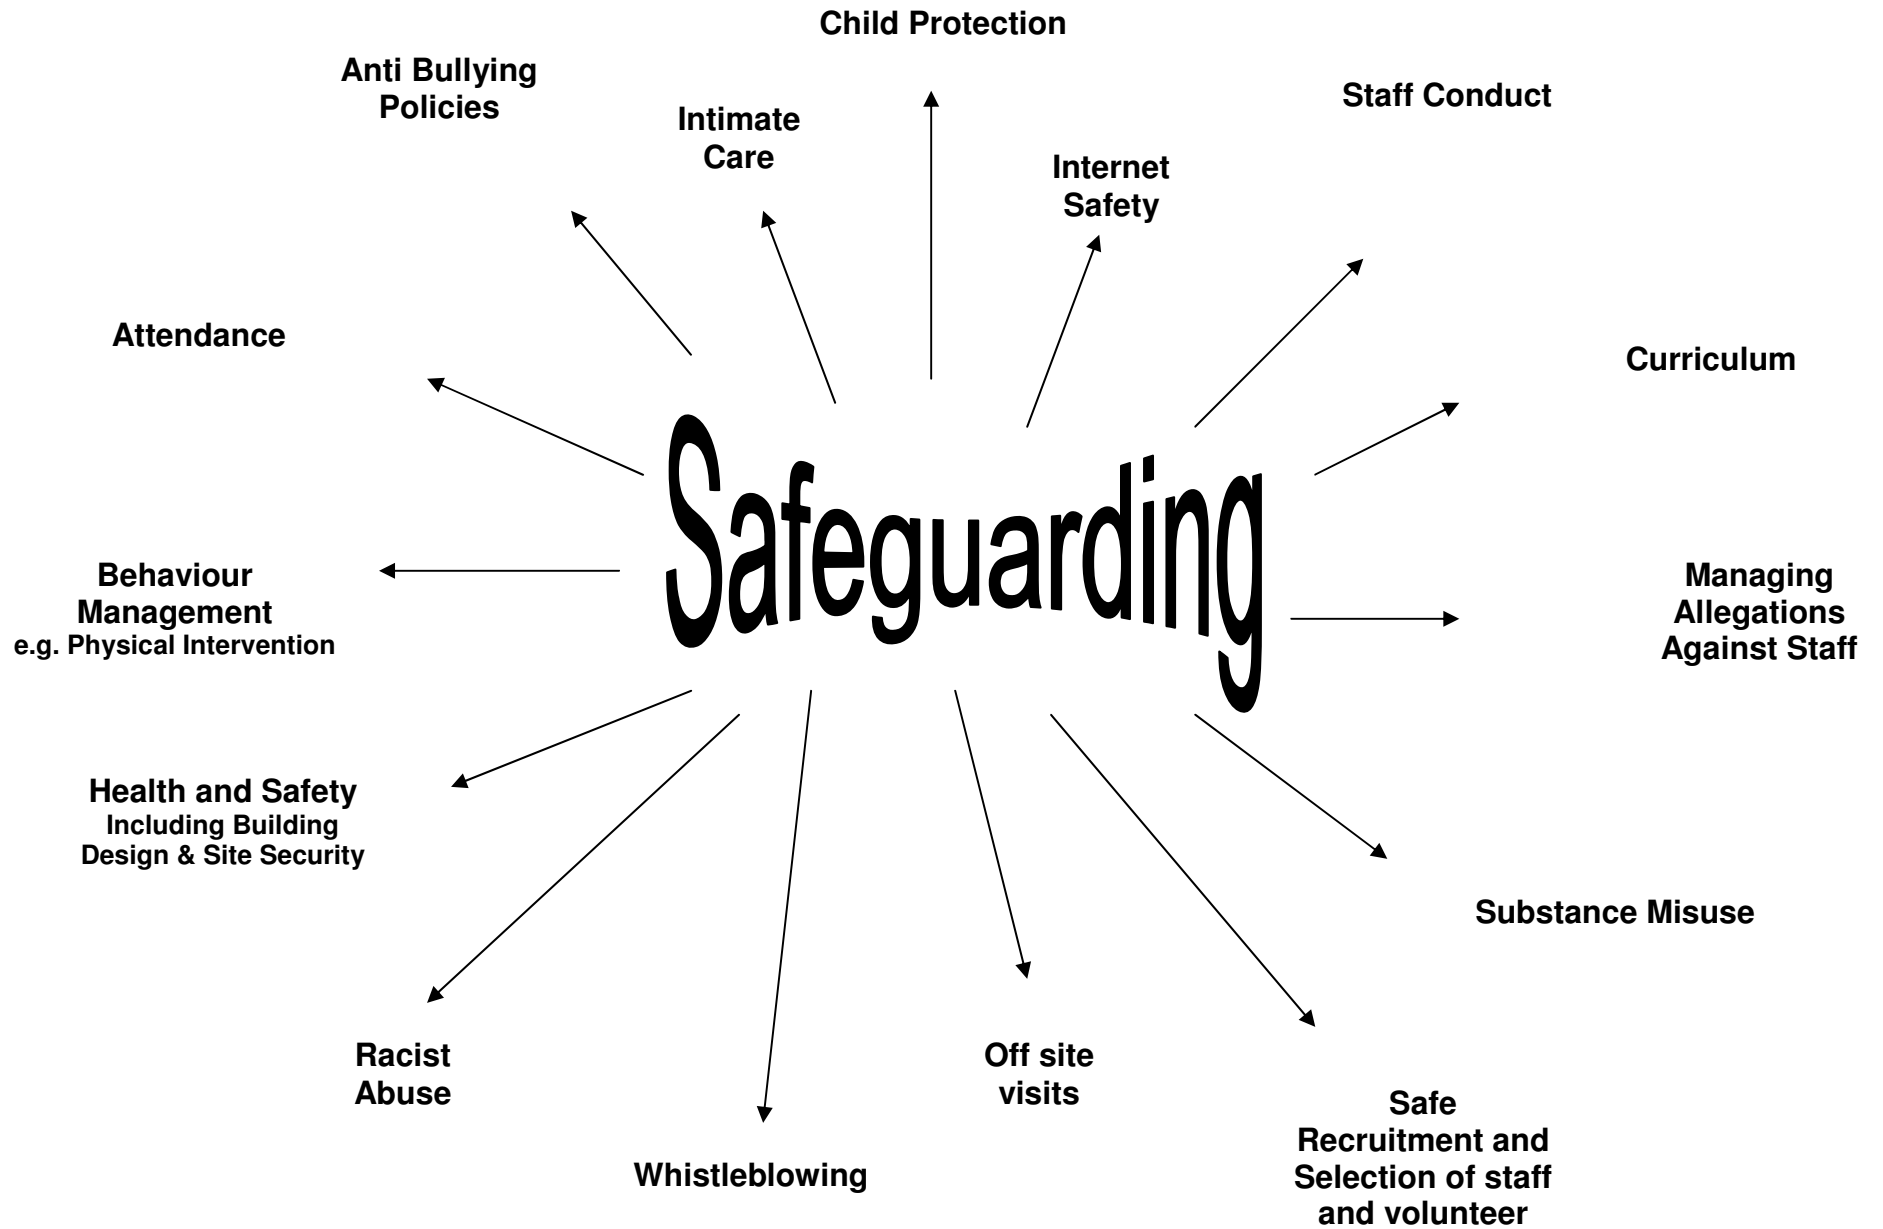 Child Protection
Anti Bullying
Policies
Intimate
Care
Staff Conduct
Internet
Safety
Attendance
Curriculum
Safeguarding
Behaviour
Management
e.g. Physical Intervention
Managing
Allegations
Against Staff
Health and Safety
Including Building
Design & Site Security
Substance Misuse
Racist
Abuse
Off site
visits
Whistleblowing
Safe
Recruitment and
Selection of staff
and volunteer